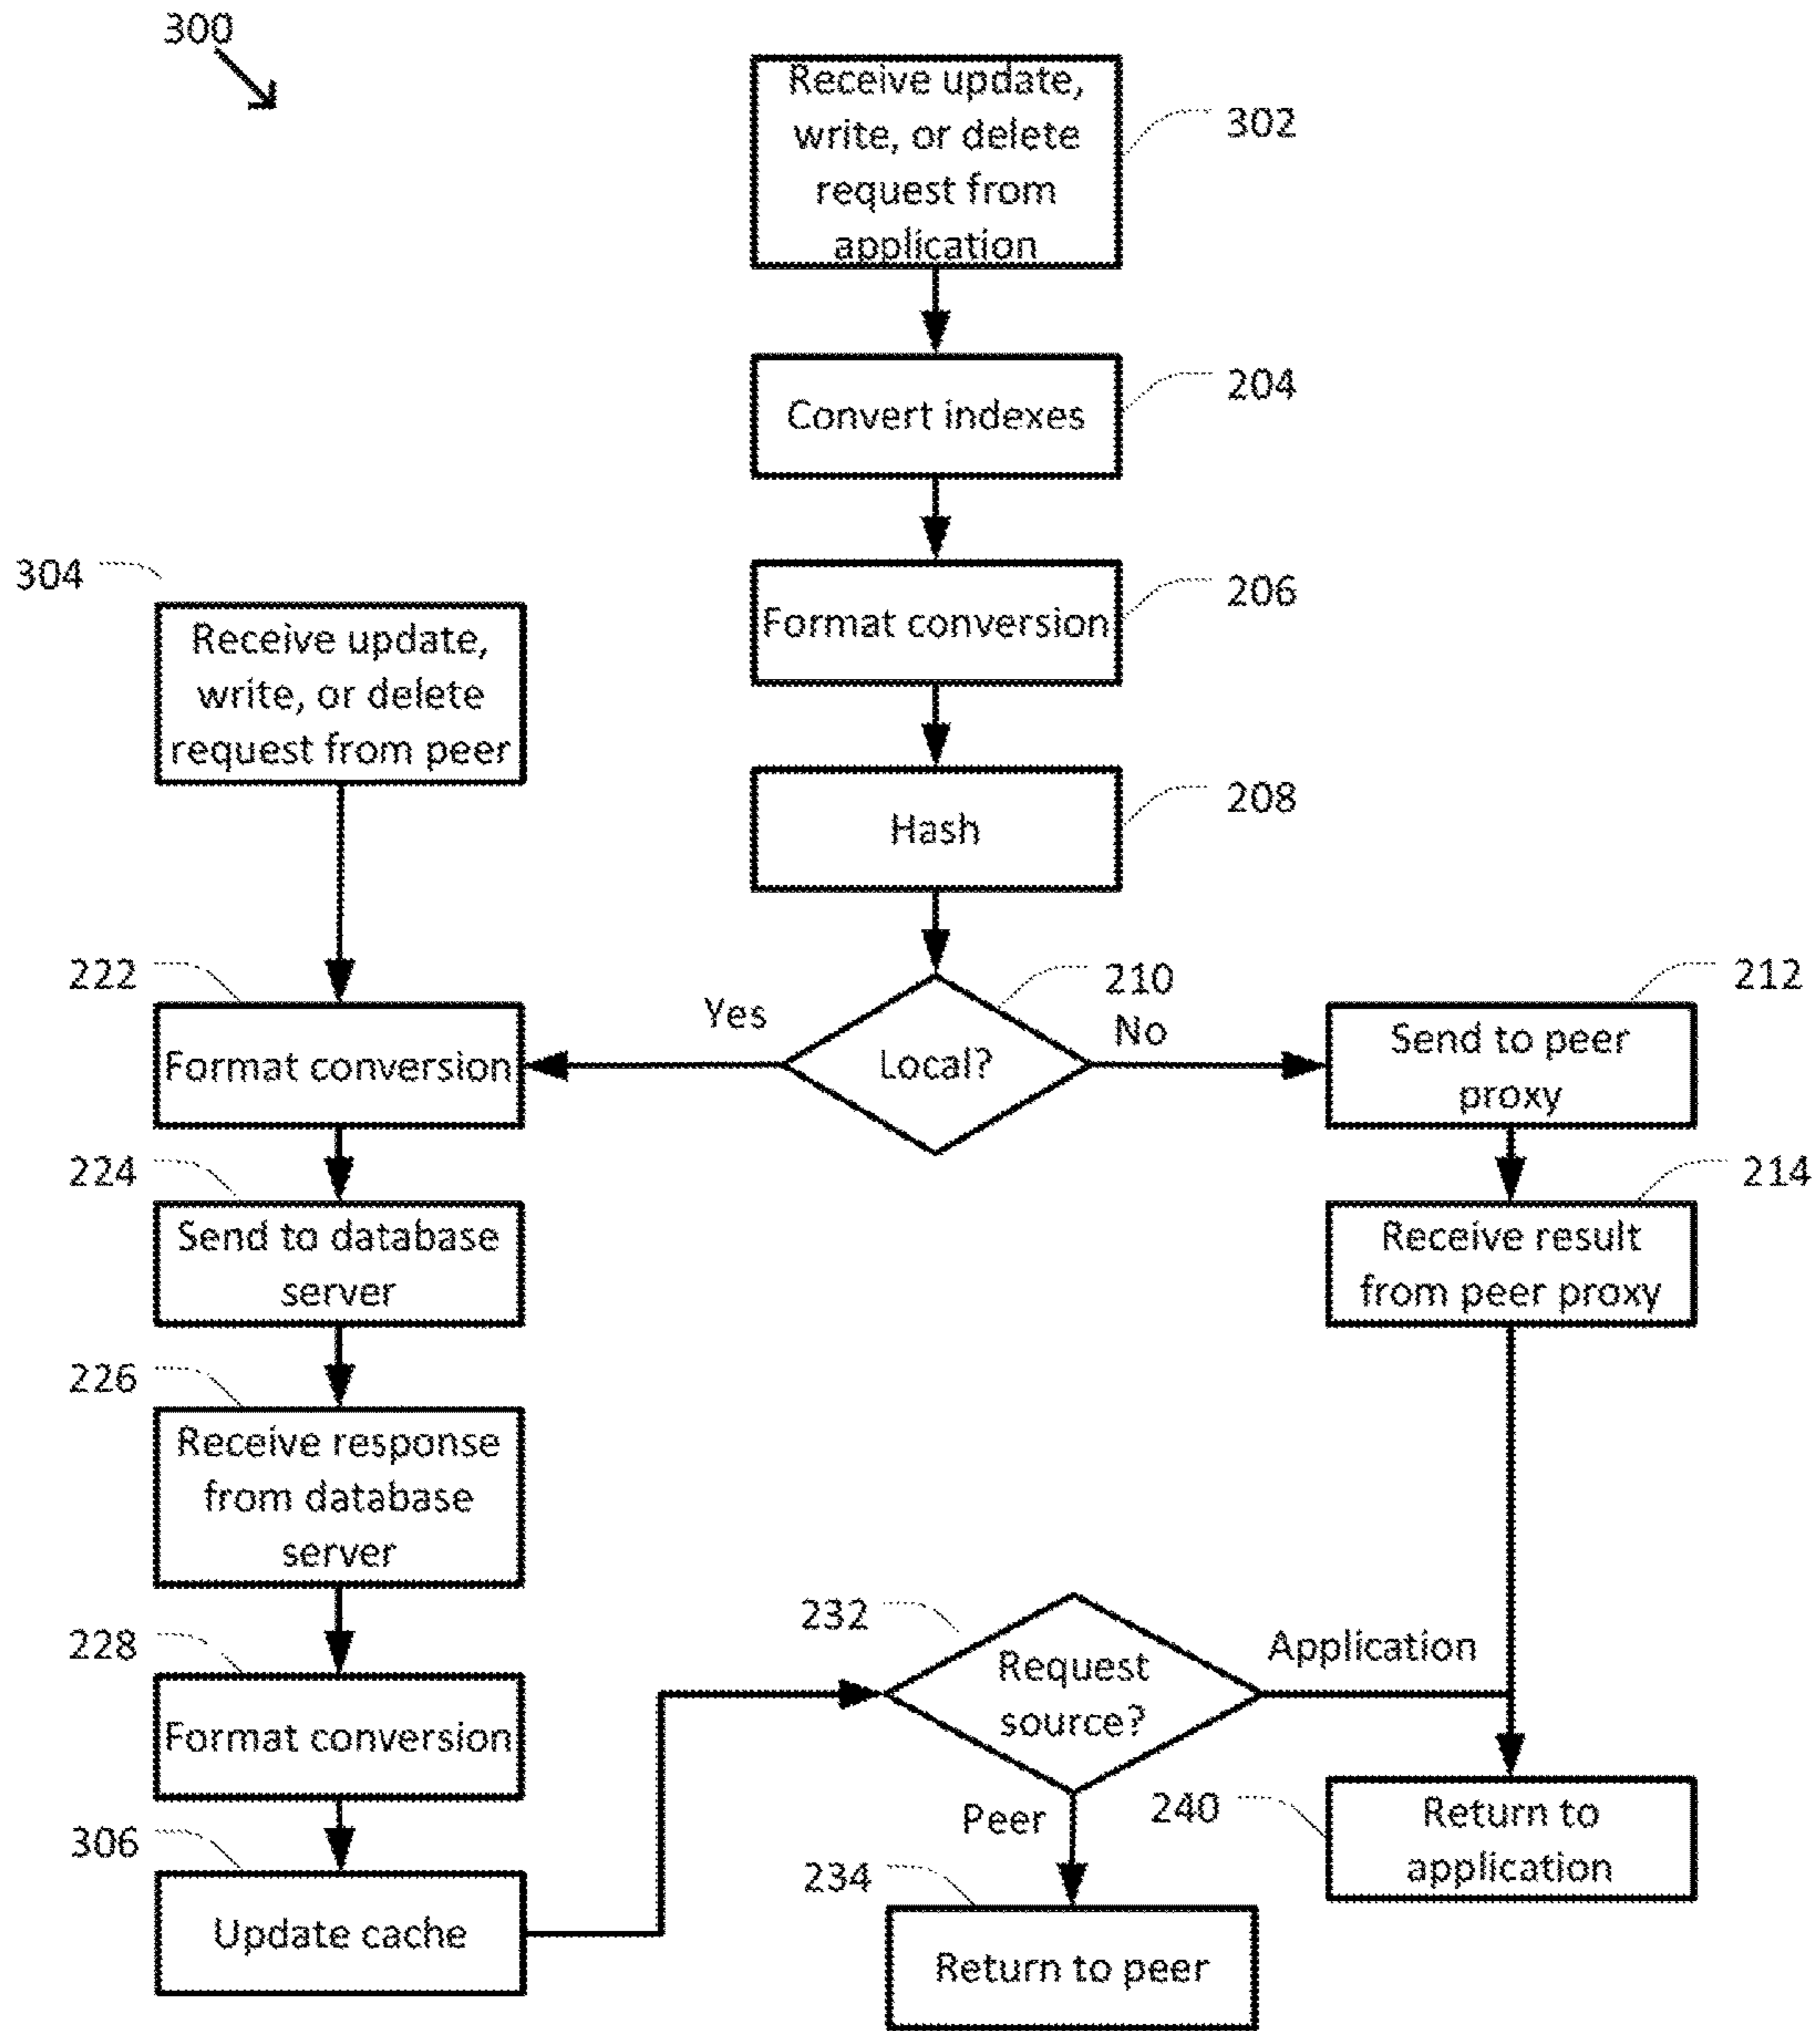 300
Receive update,
write, or delete
request from
application
302
Convert indexes
204
Format conversion
206
304
Receive update,
write, or delete
request from peer
Hash
208
222
Format conversion
Yes
Local?
210
No
212
Send to peer
proxy
224
Send to database
server
214
Receive result
from peer proxy
226
Receive response
from database
server
228
Format conversion
232
Request
source?
Application
Peer
306
Update cache
234
Return to peer
240
Return to
application